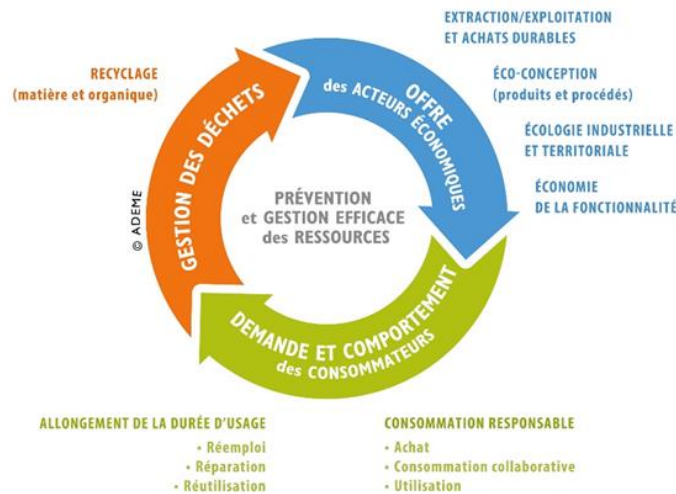 EXTRACTION/EXPLOITATION
ET ACHATS DURABLES
RECYCLAGE
(matière et organique)
ÉCO-CONCEPTION
(produits et procédés)
ÉCOLOGIE INDUSTRIELLE
ET TERRITORIALE
ÉCONOMIE
DE LA FONCTIONNALITÉ
OFFRE
des ACTEURS ÉCONOMIQUES
GESTION DES DÉCHETS
© ADEME
PRÉVENTION
et GESTION EFFICACE
des RESSOURCES
DEMANDE ET COMPORTEMENT
des CONSOMMATEURS
ALLONGEMENT DE LA DURÉE D'USAGE
• Réemploi
• Réparation
• Réutilisation
CONSOMMATION RESPONSABLE
• Achat
• Consommation collaborative
• Utilisation